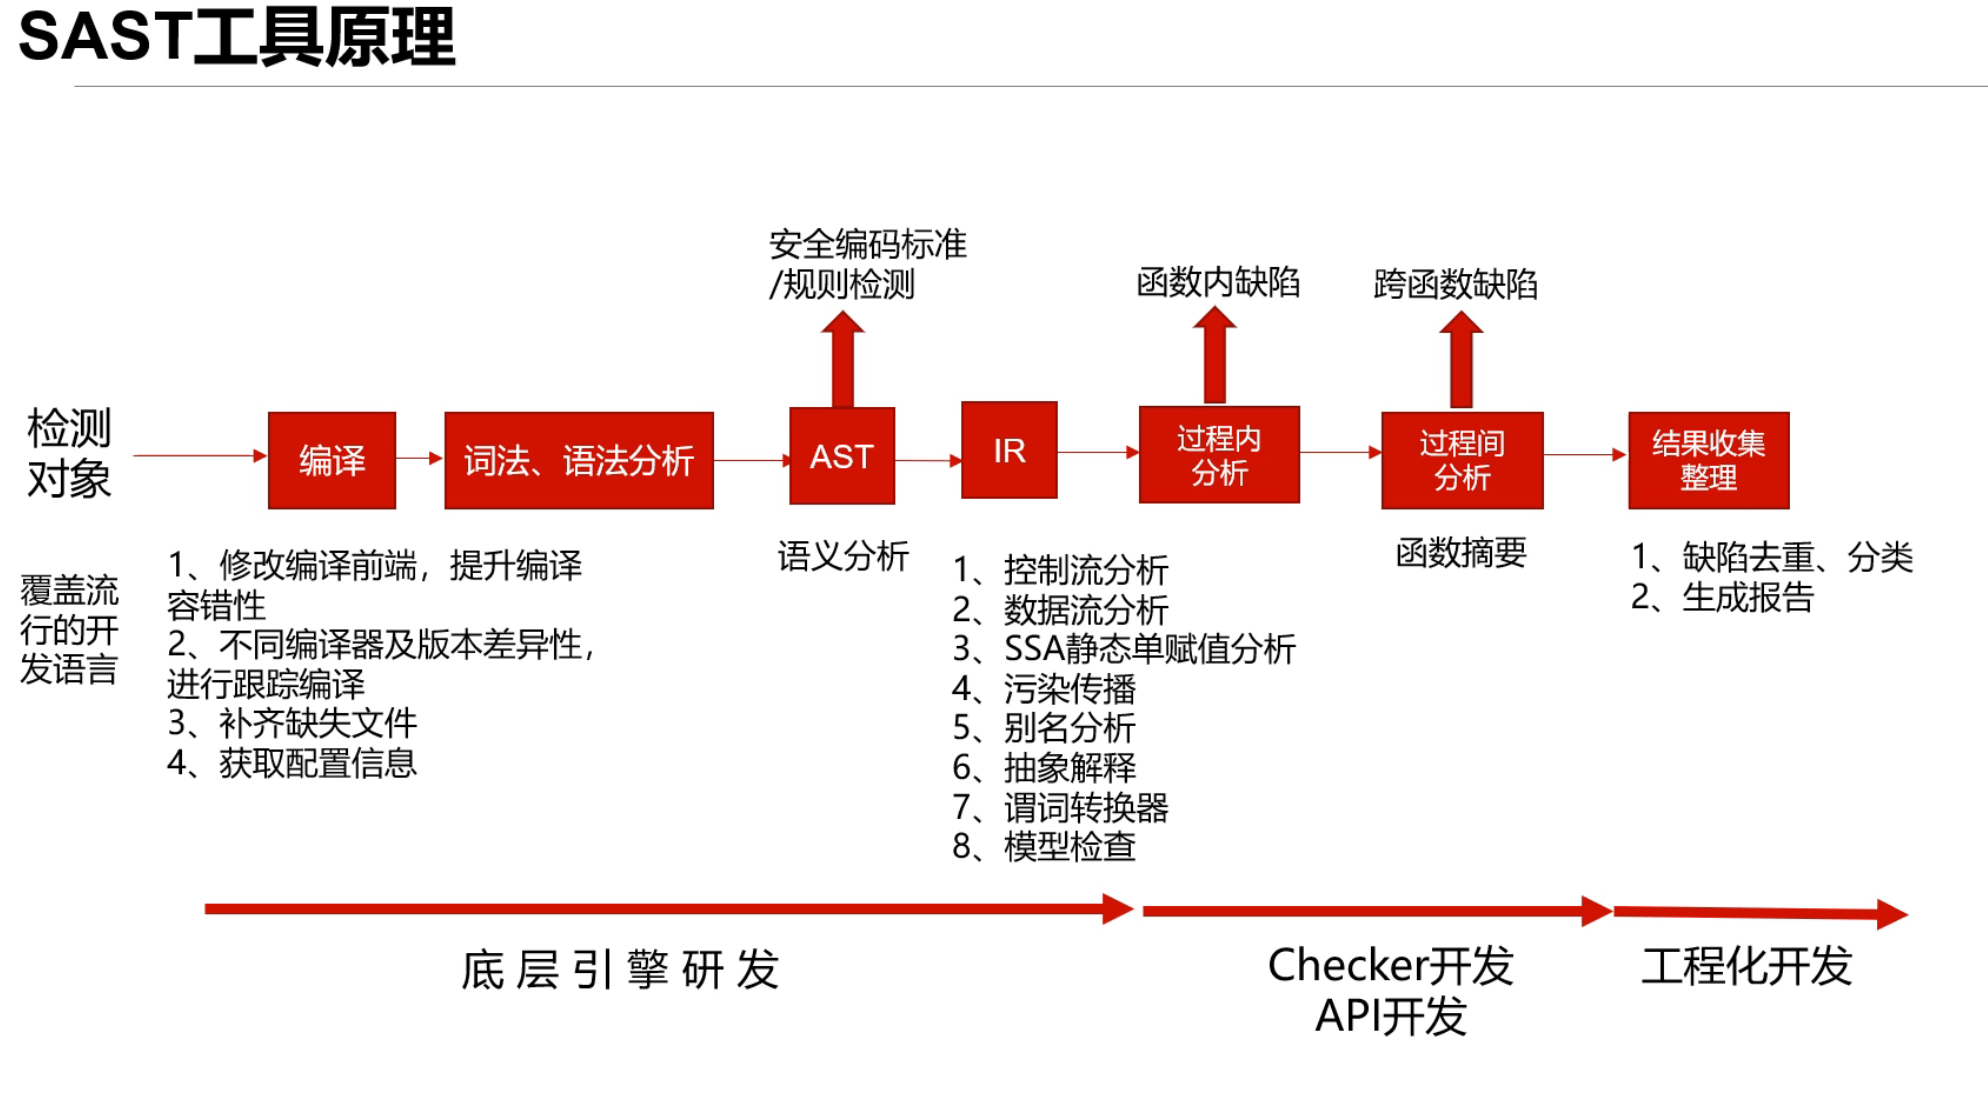 SAST工具原理
安全编码标准
/规则检测
函数内缺陷
跨函数缺陷
检测
对象
编译
词法、语法分析
AST
IR
过程内
分析
过程间
分析
结果收集
整理
覆盖流
行的开
发语言
1、修改编译前端，提升编译
容错性
2、不同编译器及版本差异性，
进行跟踪编译
3、补齐缺失文件
4、获取配置信息
语义分析
1、控制流分析
2、数据流分析
3、SSA静态单赋值分析
4、污染传播
5、别名分析
6、抽象解释
7、谓词转换器
8、模型检查
函数摘要
1、缺陷去重、分类
2、生成报告
底层引擎研发
Checker开发
API开发
工程化开发